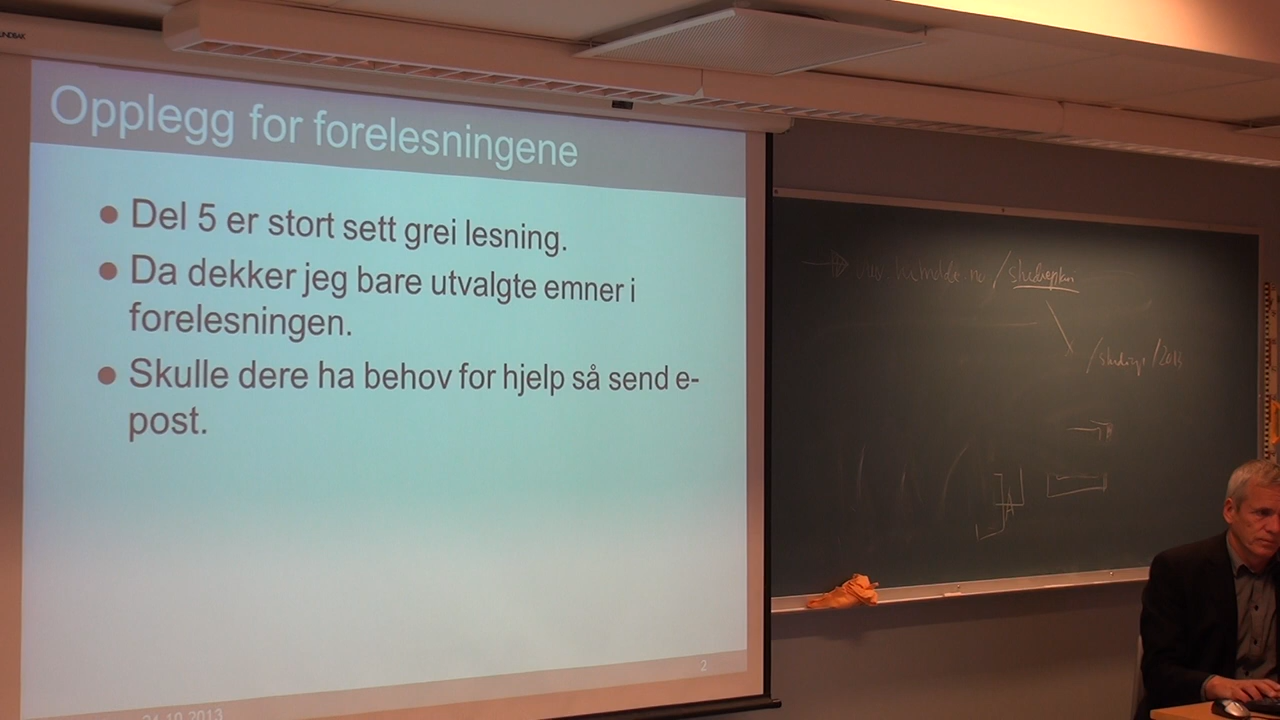 Opplegg for forelesningene
Del 5 er stort sett grei lesning.
Da dekker jeg bare utvalgte emner i
forelesningen.
Skulle dere ha behov for hjelp så send e-
post.
2
/2013
A